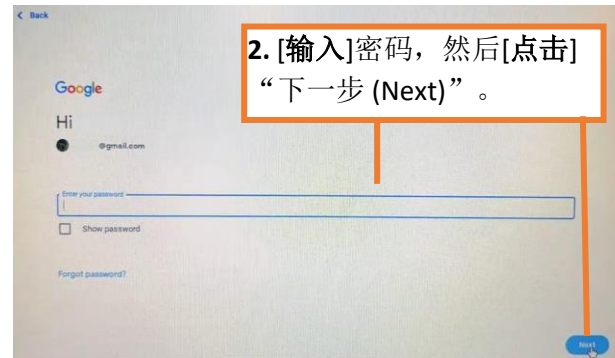 < Back
2. [输入]密码，然后[点击]
“下一步 (Next)”。
Google
Hi
@gmail.com
Enter your password
Show password
Forgot password?
Next